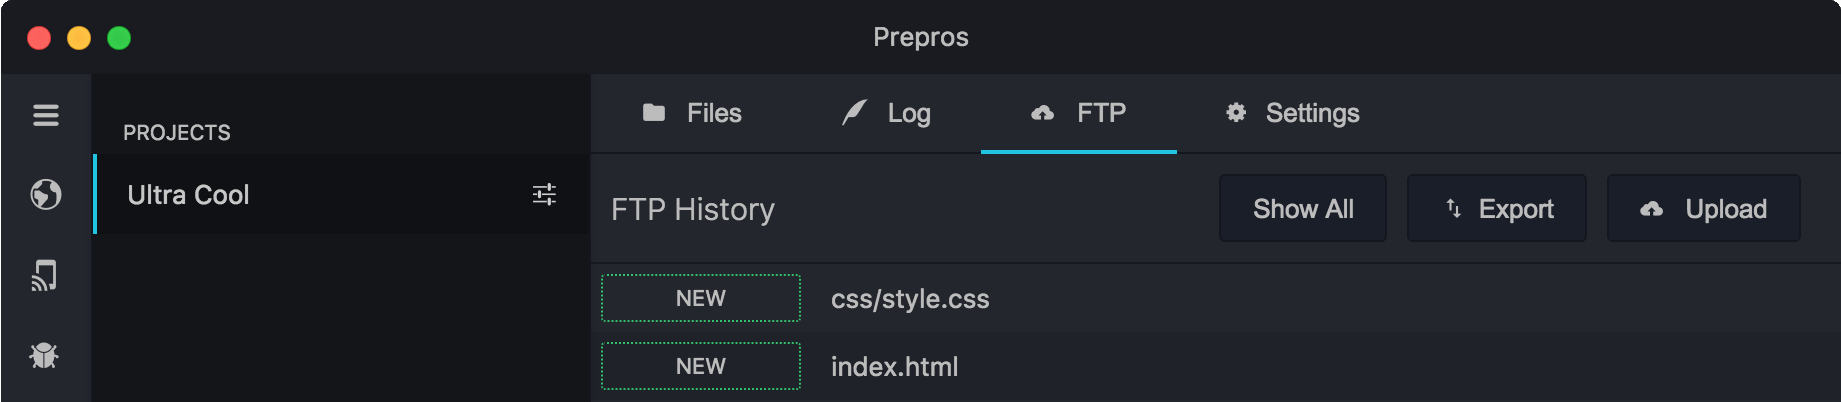 Prepros
Files Log FTP Settings
PROJECTS
Ultra Cool
FTP History Show All Export Upload
NEW css/style.css
NEW index.html